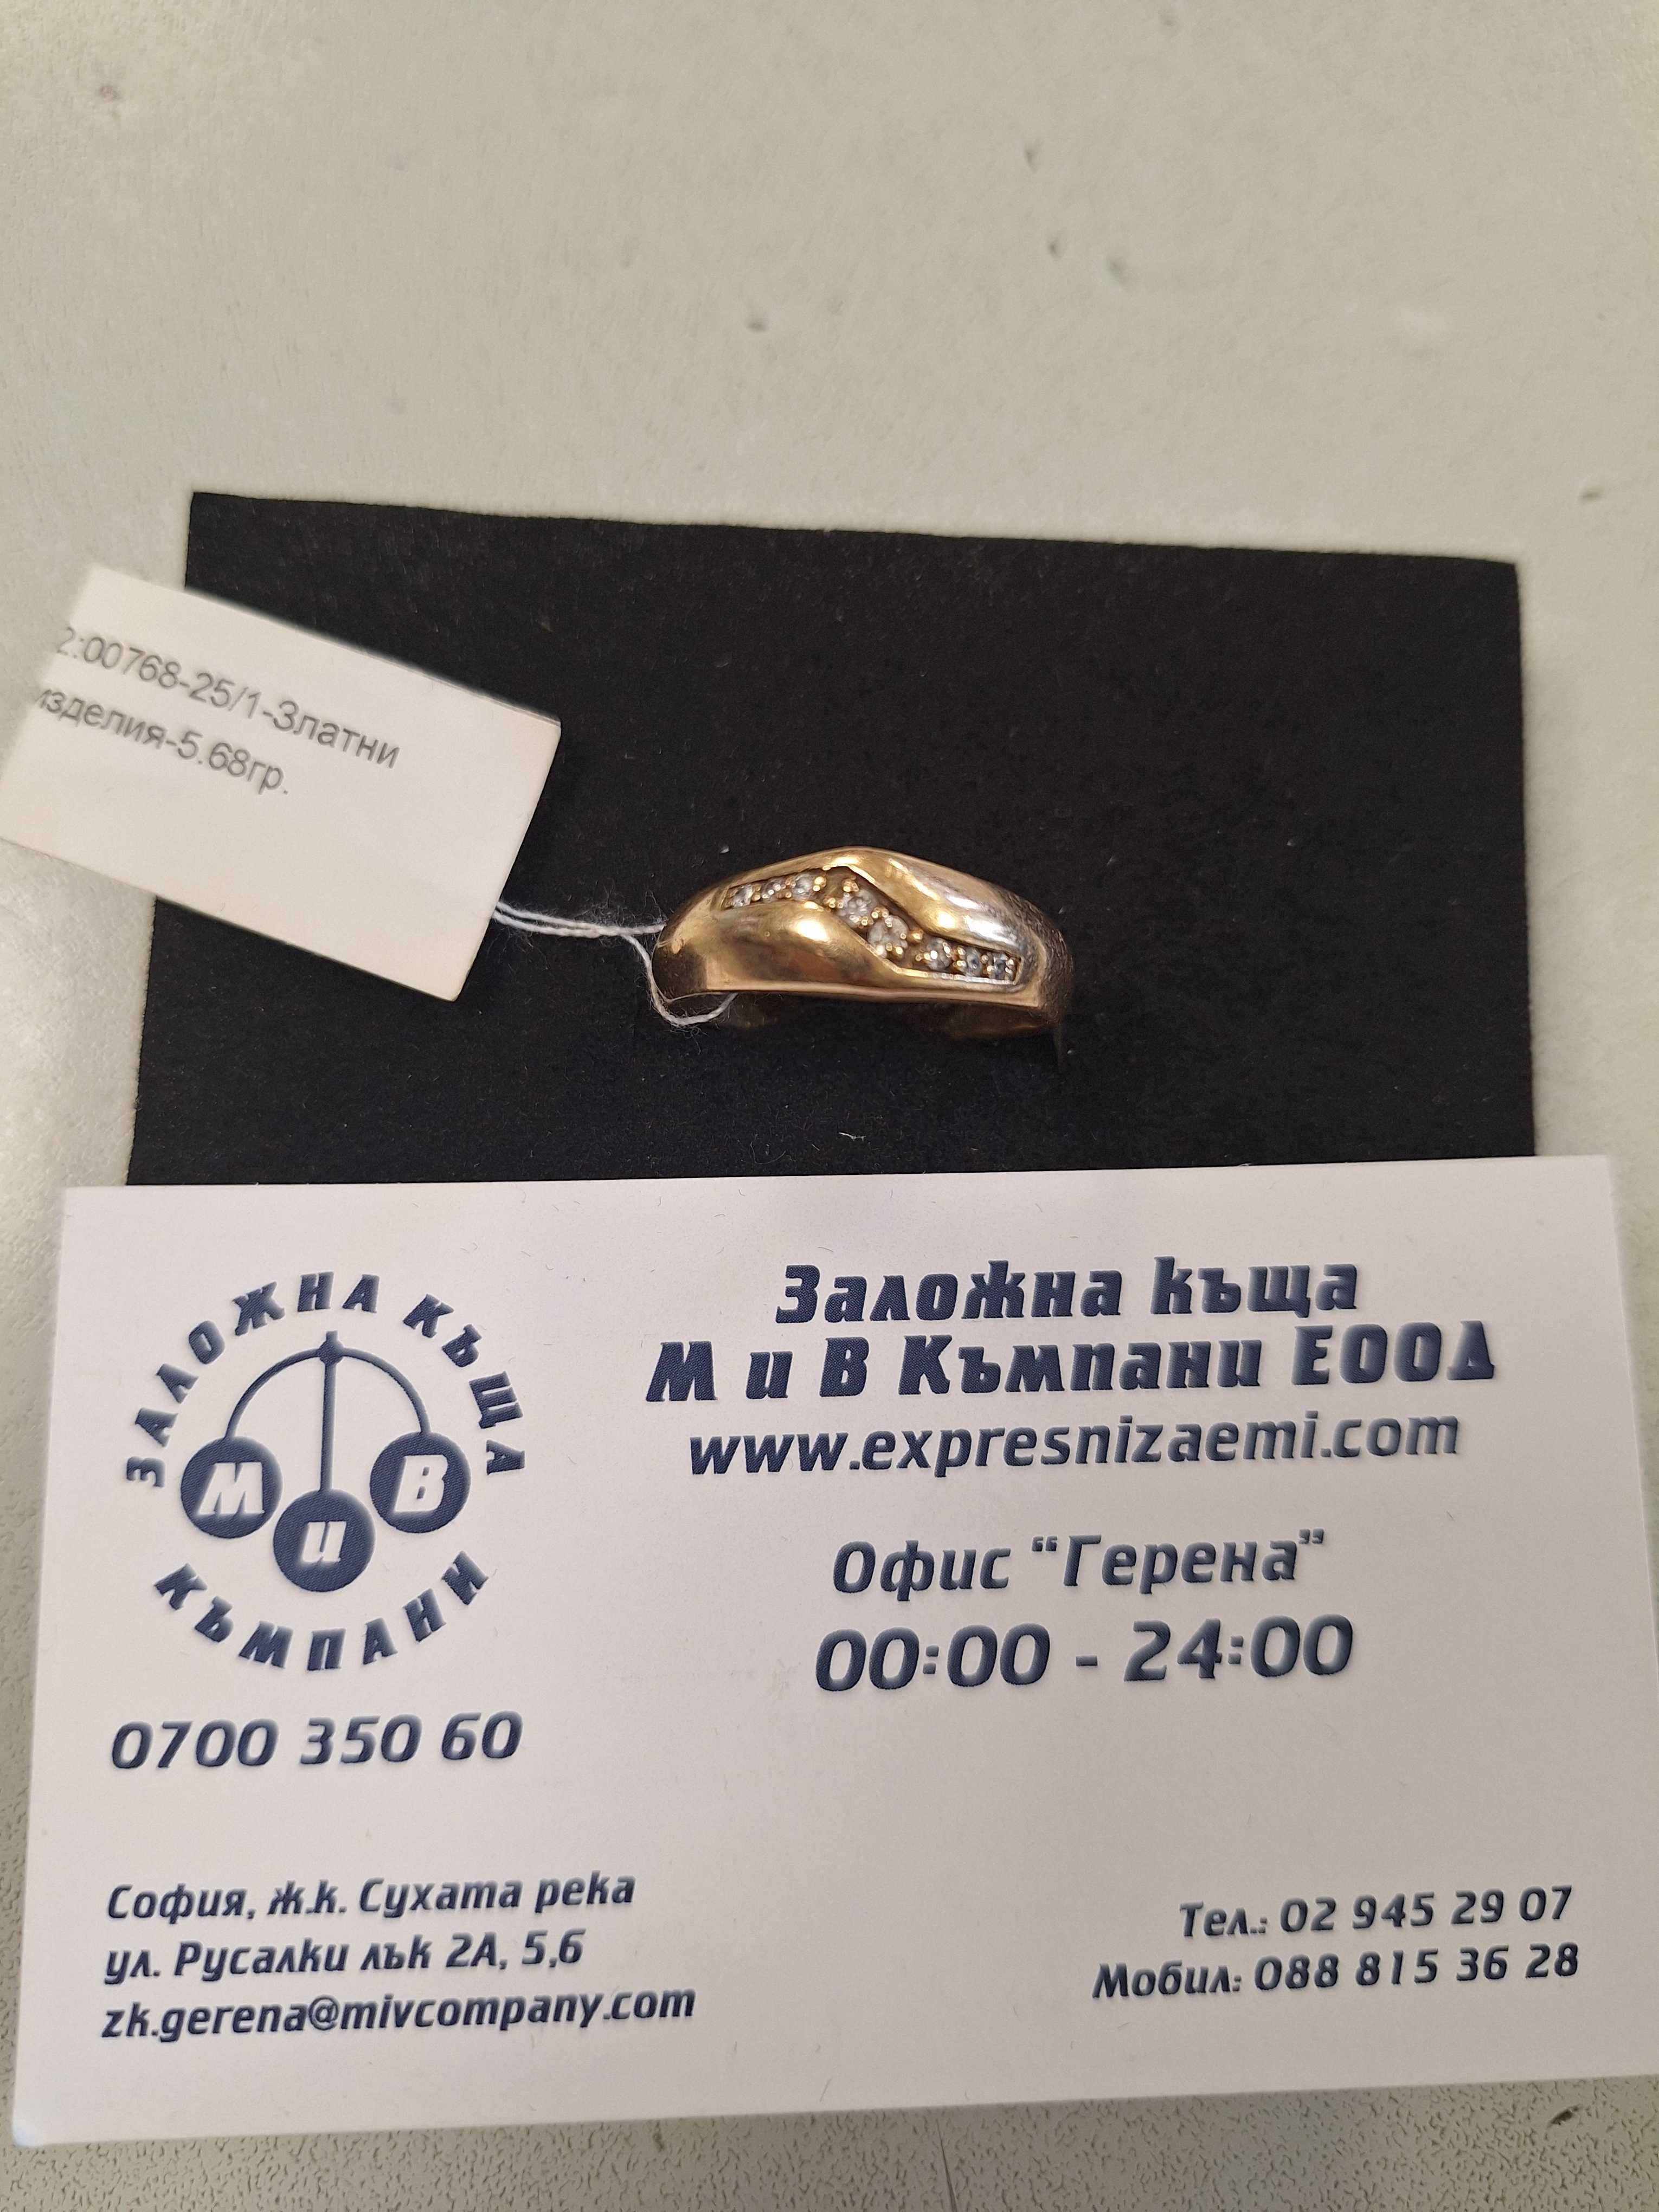 2:00768-25/1-Златни
изделия-5.68гр.
ЗАЛОЖНА КЪЩА
М и В
КЪМПАНИ
0700 350 60
Заложна къща
М и В Къмпани ЕООД
www.expresnizaemi.com
Офис "Герена"
00:00 - 24:00
София, ж.к. Сухата река
ул. Русалки лък 2А, 5,6
zk.gerena@mivcompany.com
Тел.: 02 945 29 07
Мобил: 088 815 36 28